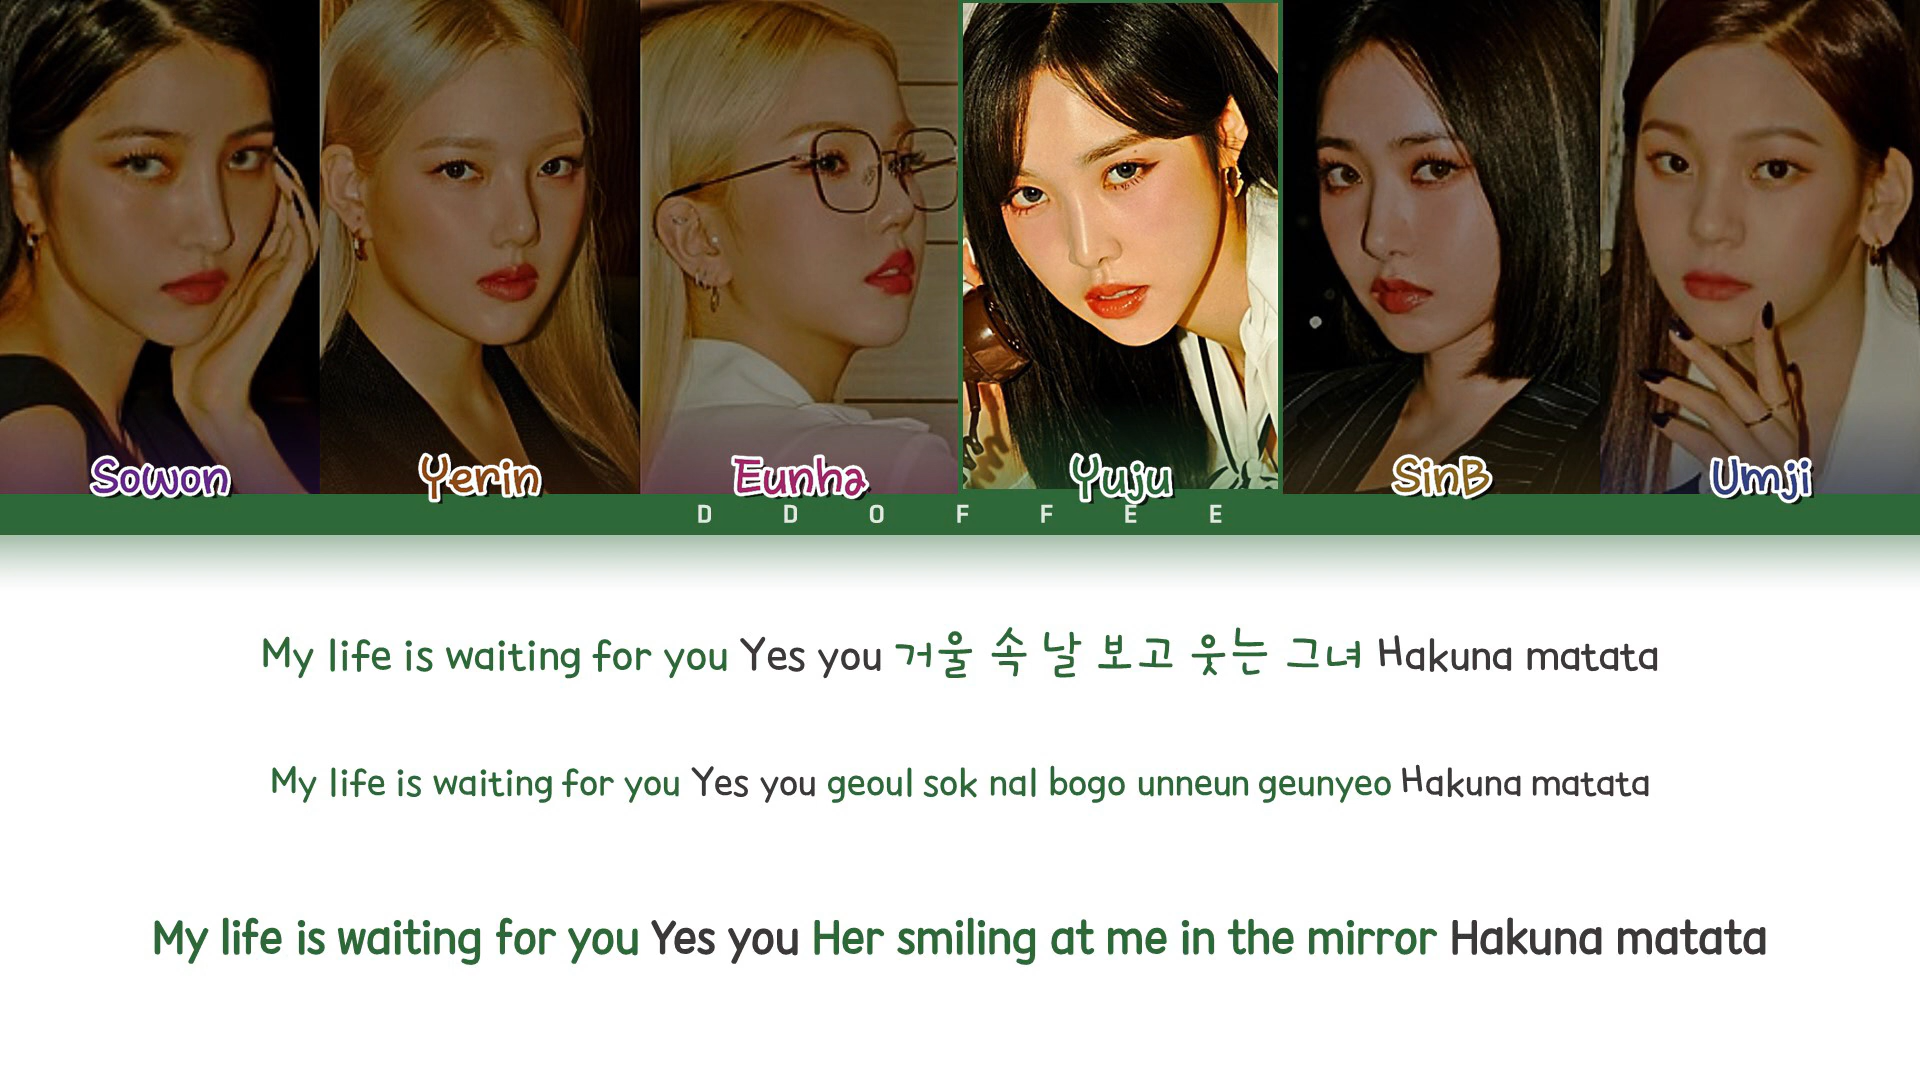 Sowon Yerin Eunha Yuju SinB Umji
D D O F F E E
My life is waiting for you Yes you 거울 속 날 보고 웃는 그녀 Hakuna matata
My life is waiting for you Yes you geoul sok nal bogo unneun geunyeo Hakuna matata
My life is waiting for you Yes you Her smiling at me in the mirror Hakuna matata